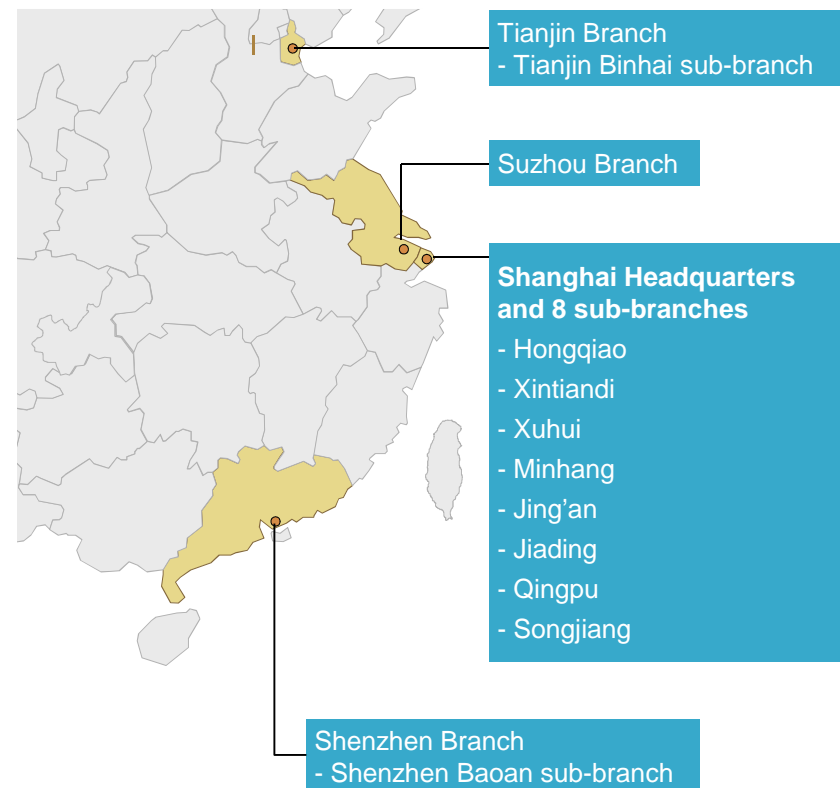 Tianjin Branch
- Tianjin Binhai sub-branch
Suzhou Branch
Shanghai Headquarters
and 8 sub-branches
- Hongqiao
- Xintiandi
- Xuhui
- Minhang
- Jing’an
- Jiading
- Qingpu
- Songjiang
Shenzhen Branch
- Shenzhen Baoan sub-branch